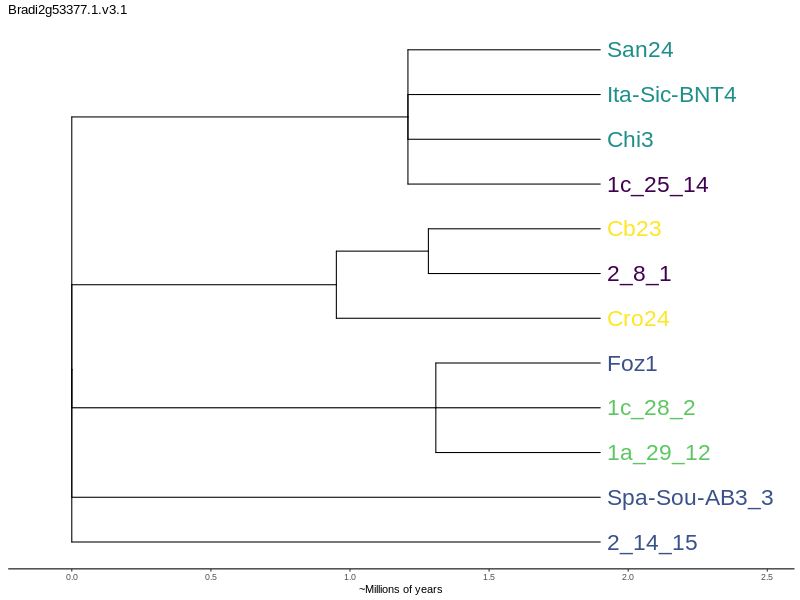 Bradi2g53377.1.v3.1
San24
Ita-Sic-BNT4
Chi3
1c_25_14
Cb23
2_8_1
Cro24
Foz1
1c_28_2
1a_29_12
Spa-Sou-AB3_3
2_14_15
0.0 0.5 1.0 1.5 2.0 2.5
~Millions of years